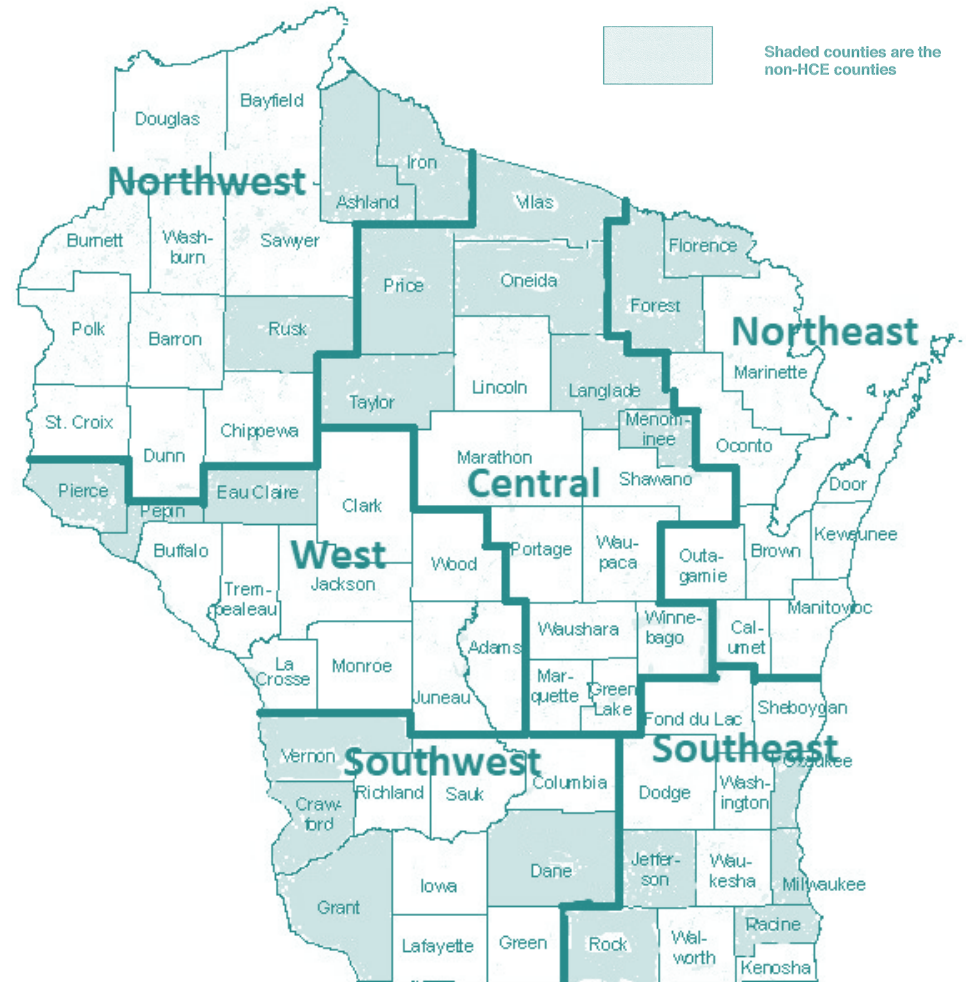 Shaded counties are the
non-HCE counties
Bayfield
Douglas
Iron
Northwest
Ashland
Vilas
Burnett
Wash-
burn
Sawyer
Florence
Price
Oneida
Forest
Polk
Barron
Rusk
Northeast
Marinette
Lincoln
Langlade
Taylor
St. Croix
Chippewa
Menom-
inee
Oconto
Dunn
Marathon
Central
Shawano
Door
Pierce
Eau Claire
Pepin
Clark
Buffalo
West
Portage
Wau-
paca
Outa-
gamie
Brown
Kewaunee
Wood
Jackson
Trem-
pealeau
Manitowoc
Waushara
Winne-
bago
Cal-
umet
Adams
La
Crosse
Monroe
Juneau
Mar-
quette
Green
Lake
Sheboygan
Fond du Lac
Vernon
Southwest
Southeast
Ozaukee
Richland
Sauk
Columbia
Dodge
Wash-
ington
Craw-
ford
Iowa
Dane
Jeffer-
son
Wau-
kesha
Milwaukee
Grant
Lafayette
Green
Rock
Wal-
worth
Racine
Kenosha